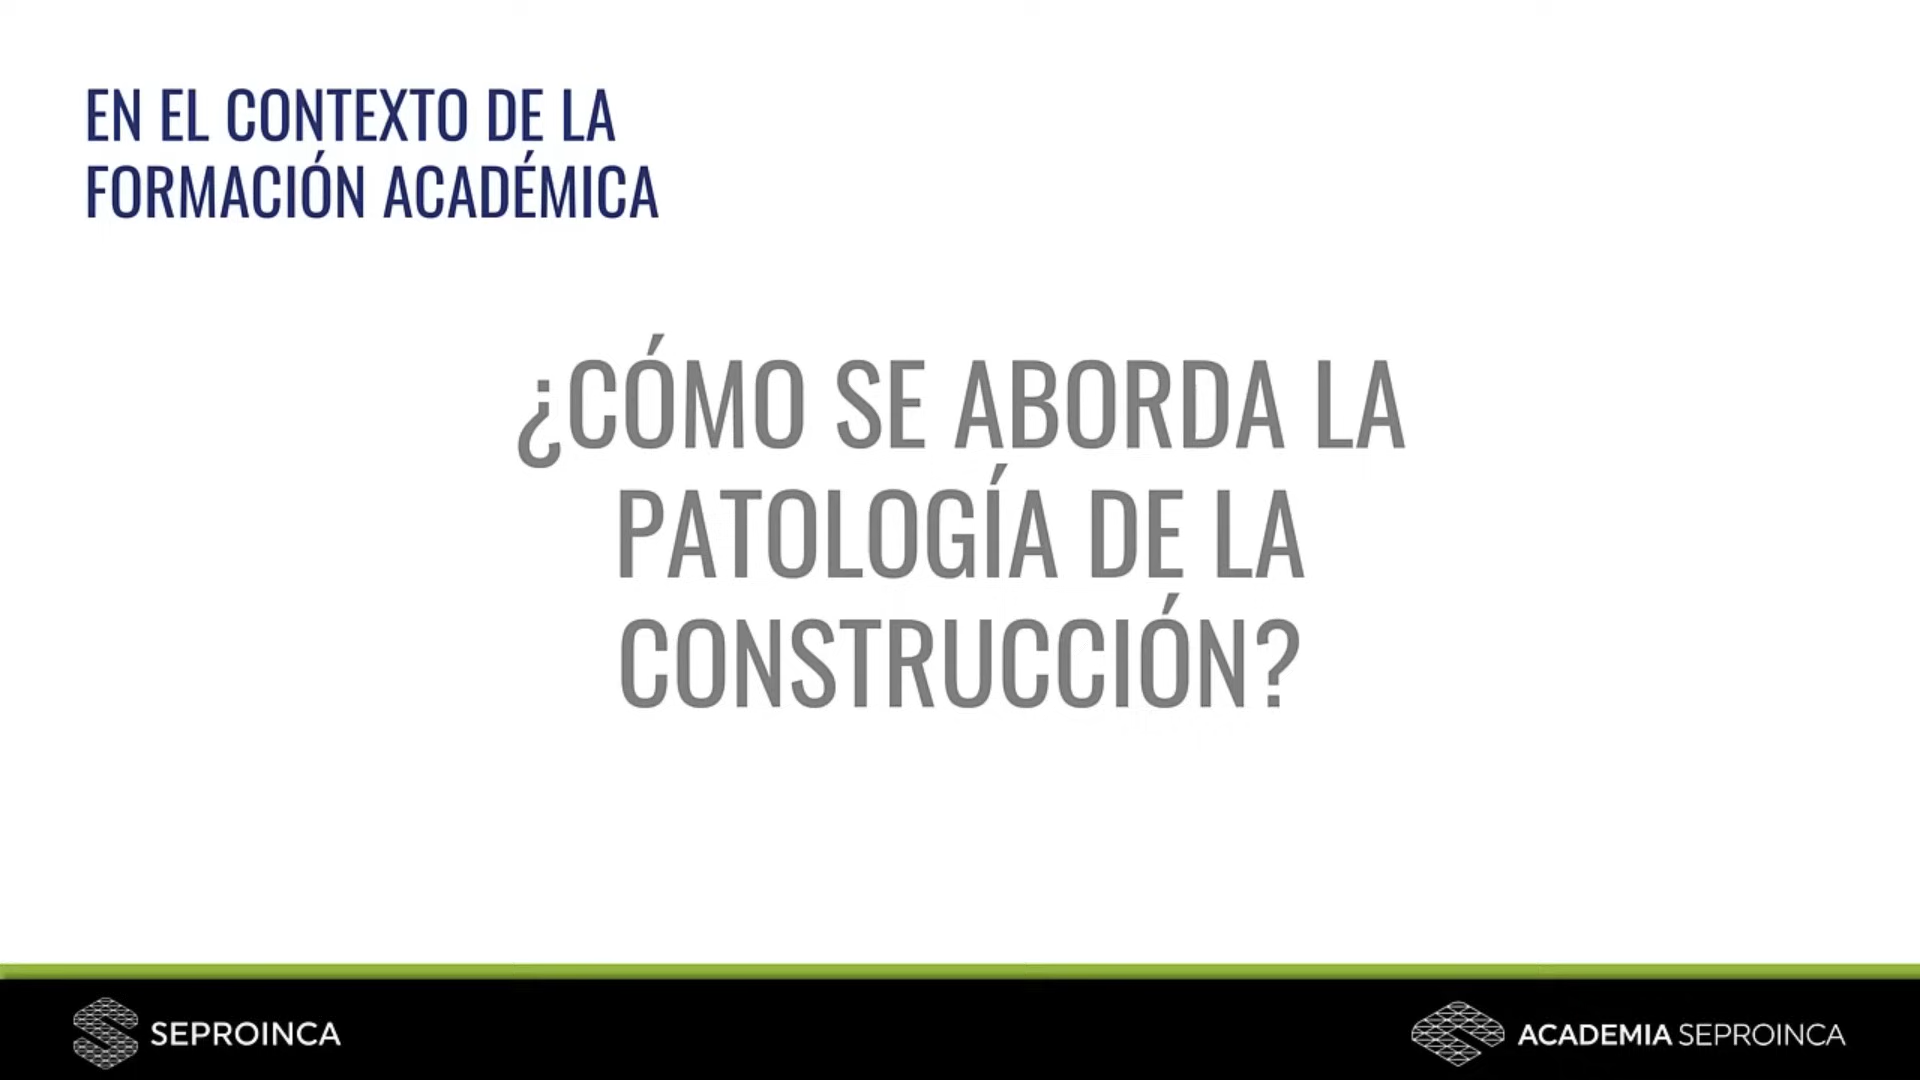 EN EL CONTEXTO DE LA
FORMACIÓN ACADÉMICA
¿CÓMO SE ABORDA LA
PATOLOGÍA DE LA
CONSTRUCCIÓN?
SEPROINCA
ACADEMIA SEPROINCA